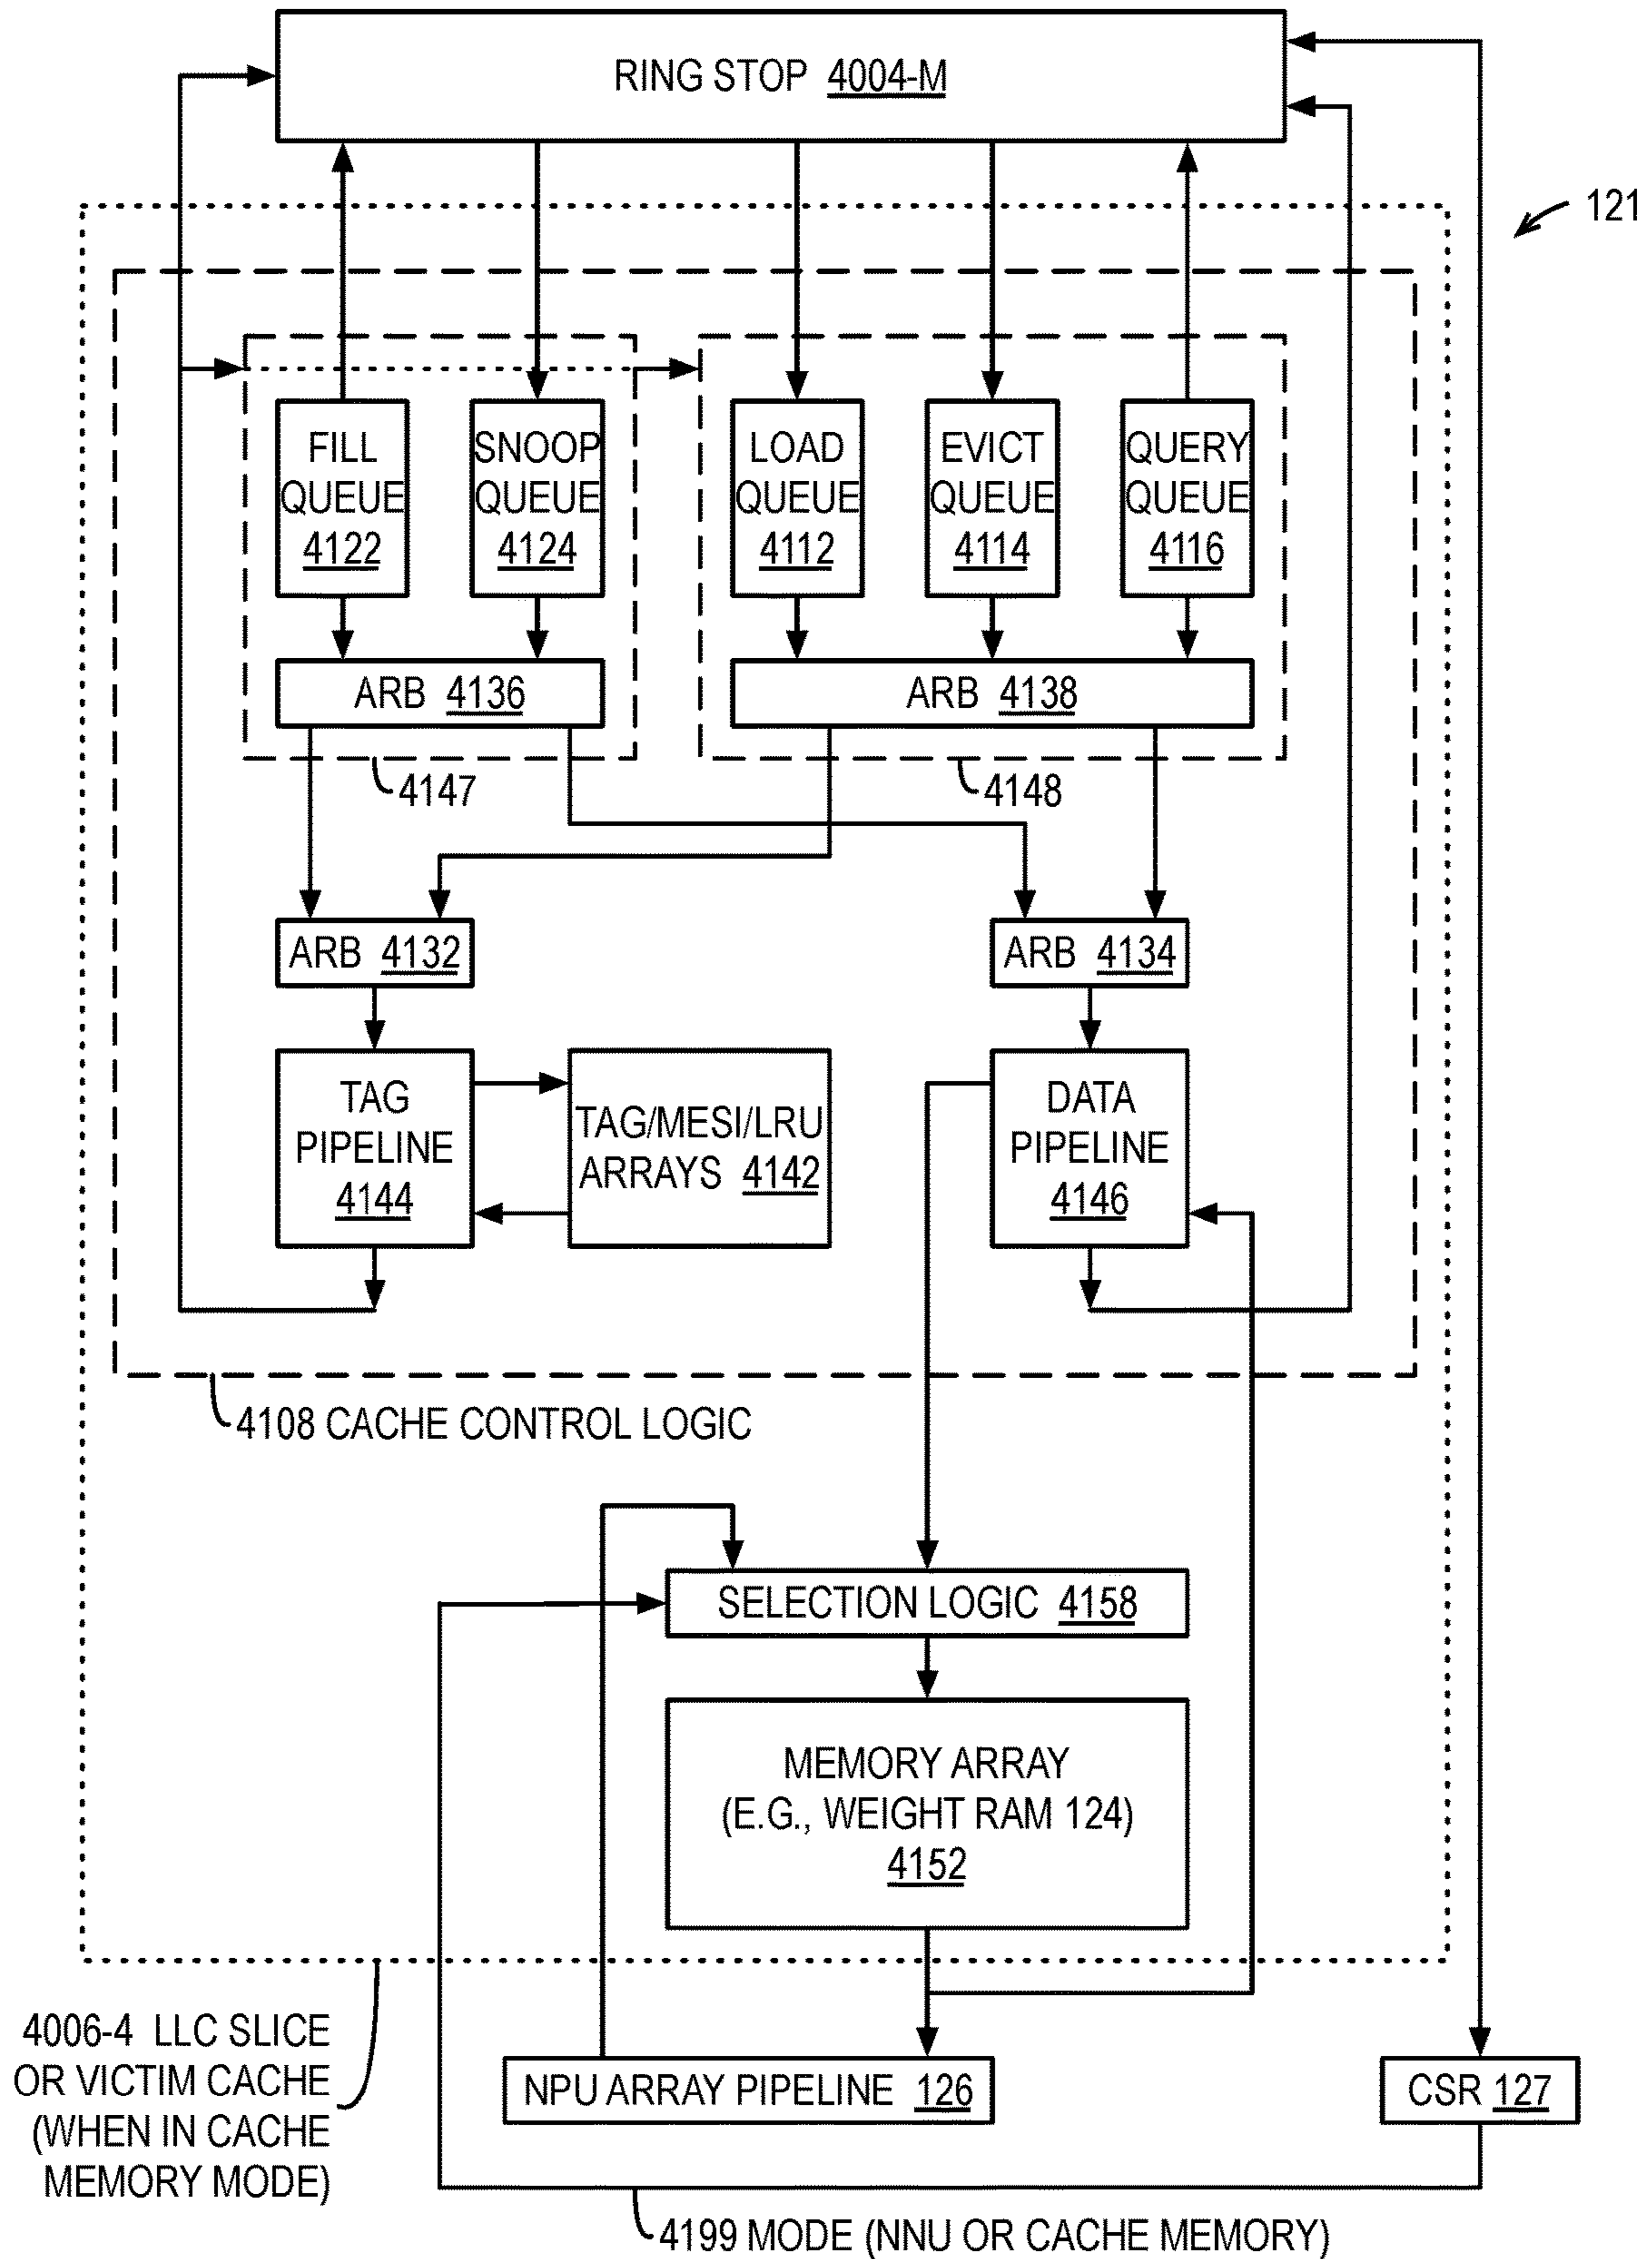 RING STOP 4004-M
121
FILL
QUEUE
4122
SNOOP
QUEUE
4124
LOAD
QUEUE
4112
EVICT
QUEUE
4114
QUERY
QUEUE
4116
ARB 4136
ARB 4138
4147
4148
ARB 4132
ARB 4134
TAG
PIPELINE
4144
TAG/MESI/LRU
ARRAYS 4142
DATA
PIPELINE
4146
4108 CACHE CONTROL LOGIC
SELECTION LOGIC 4158
MEMORY ARRAY
(E.G., WEIGHT RAM 124)
4152
4006-4 LLC SLICE
OR VICTIM CACHE
(WHEN IN CACHE
MEMORY MODE)
NPU ARRAY PIPELINE 126
CSR 127
4199 MODE (NNU OR CACHE MEMORY)